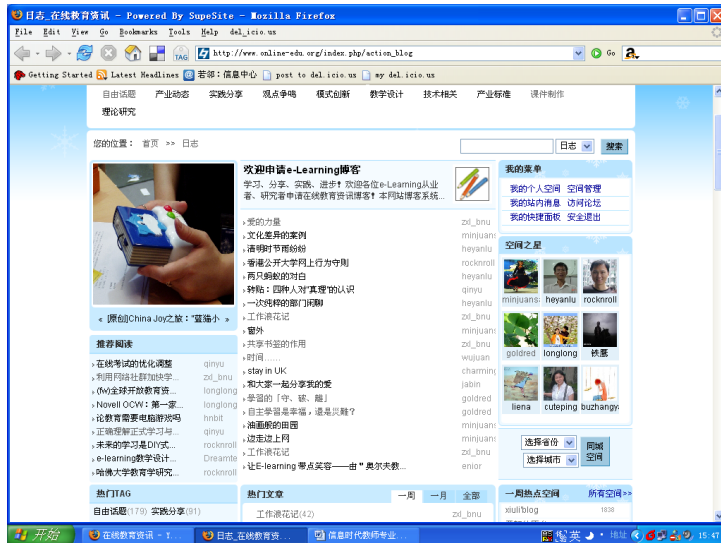 日志_在线教育资讯 - Powered By SupeSite - Mozilla Firefox
File Edit View Go Bookmarks Tools Help del.icio.us
TAG http://www.online-edu.org/index.php/action_blog Go
Getting Started Latest Headlines 若邻：信息中心 post to del.icio.us my del.icio.us
自由话题 产业动态 实践分享 观点争鸣 模式创新 教学设计 技术相关 产业标准 课件制作
理论研究
您的位置： 首页 >> 日志
日志 搜索
欢迎申请e-Learning博客
学习、分享、实践、进步！欢迎各位e-Learning从业
者、研究者申请在线教育资讯博客！本网站博客系统...
« [原创]China Joy之旅："蓝猫小 »
推荐阅读
在线考试的优化调整 qinyu
利用网络社群加快学... zxl_bnu
(fw)全球开放教育资... longlong
Novell OCW：第一家... longlong
论教育需要电脑游戏吗 hnbit
正确理解正式学习与... qinyu
未来的学习是DIY式... rocknroll
e-learning教学设计... Dreamte
哈佛大学教育学研究... rocknroll
热门TAG
自由话题(179) 实践分享(91)
爱的力量 zxl_bnu
文化差异的案例 minjuan
清明时节雨纷纷 heyanlu
香港公开大学网上行为守则 rocknroll
两只蚂蚁的对白 heyanlu
转贴：四种人对"真理"的认识 qinyu
一次纯粹的部门闲聊 heyanlu
工作浪花记 zxl_bnu
窗外 minjuan
共享书签的作用 zxl_bnu
时间...... wujuan
stay in UK charming
和大家一起分享我的爱 jabin
学習的「守、破、離」 goldred
自主學習是幸福，還是災難？ goldred
油画般的田园 minjuan
边走边上网 minjuan
工作浪花记 zxl_bnu
让E-learning 带点笑容——由＂奥尔夫教... enior
热门文章 一周 一月 全部
工作浪花记(42) zxl_bnu
我的菜单
我的个人空间 空间管理
我的站内消息 访问论坛
我的快捷面板 安全退出
空间之星
minjuans heyanlu rocknroll
goldred longlong 铁鹰
liena cuteping buzhangy
选择省份
选择城市
同城
空间
一周热点空间 所有空间>>
xiuli'blog 1838
开始 在线教育资讯 - Y... 日志_在线教育资... 信息时代教师专业... 英 地址 15:47